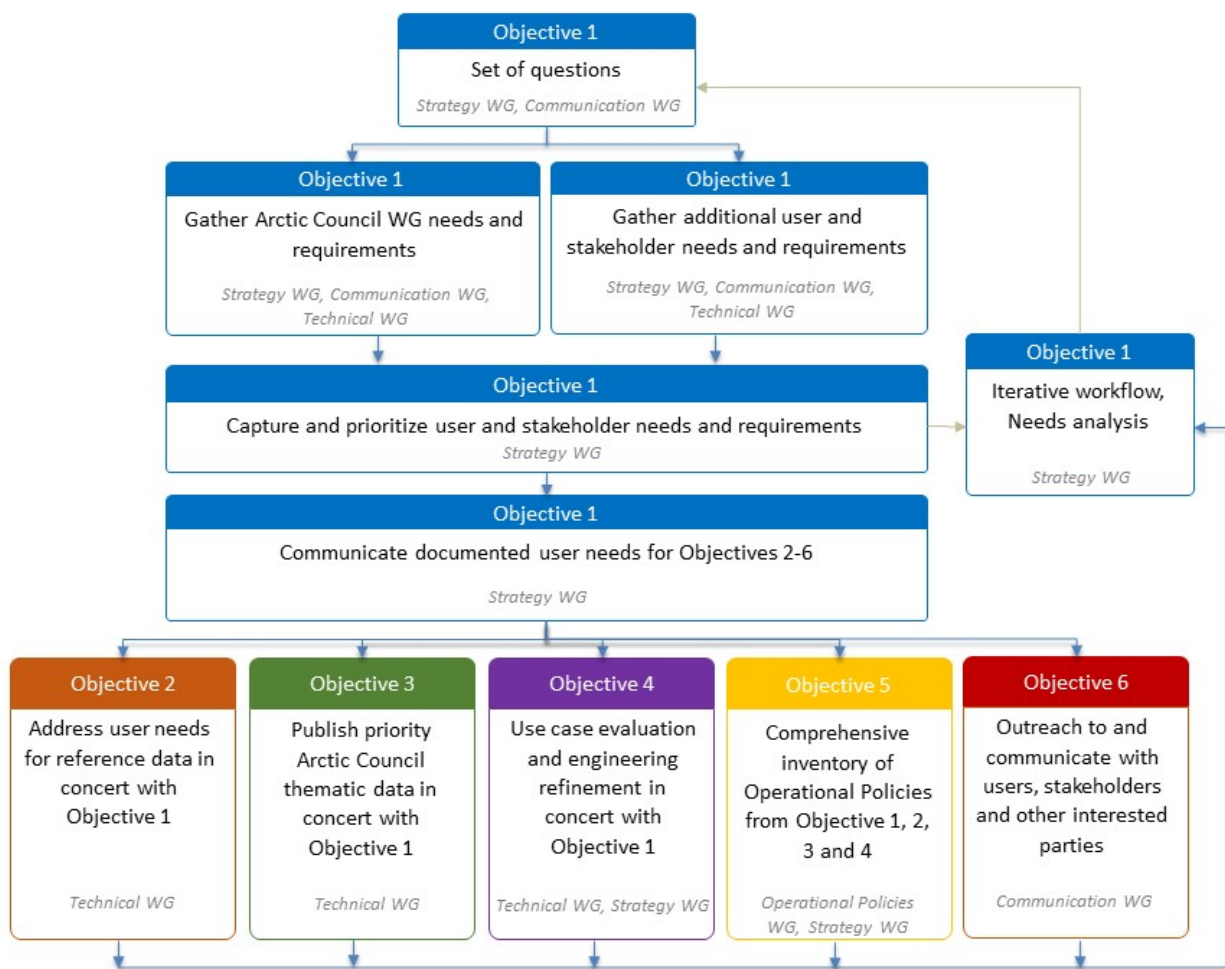 Objective 1
Set of questions
Strategy WG, Communication WG
Objective 1
Gather Arctic Council WG needs and
requirements
Strategy WG, Communication WG,
Technical WG
Objective 1
Gather additional user and
stakeholder needs and requirements
Strategy WG, Communication WG,
Technical WG
Objective 1
Capture and prioritize user and stakeholder needs and requirements
Strategy WG
Objective 1
Iterative workflow,
Needs analysis
Strategy WG
Objective 1
Communicate documented user needs for Objectives 2-6
Strategy WG
Objective 2
Address user needs
for reference data in
concert with
Objective 1
Technical WG
Objective 3
Publish priority
Arctic Council
thematic data in
concert with
Objective 1
Technical WG
Objective 4
Use case evaluation
and engineering
refinement in
concert with
Objective 1
Technical WG, Strategy WG
Objective 5
Comprehensive
inventory of
Operational Policies
from Objective 1, 2,
3 and 4
Operational Policies
WG, Strategy WG
Objective 6
Outreach to and
communicate with
users, stakeholders
and other interested
parties
Communication WG